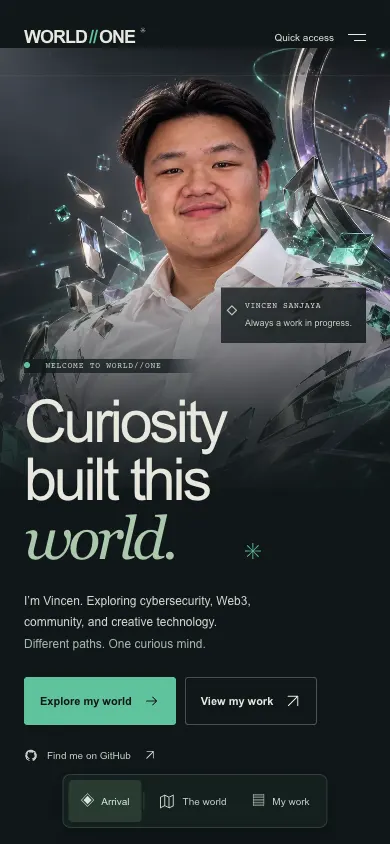 WORLD//ONE ®
Quick access
VINCEN SANJAYA
Always a work in progress.
WELCOME TO WORLD//ONE
Curiosity
built this
world.
I'm Vincen. Exploring cybersecurity, Web3,
community, and creative technology.
Different paths. One curious mind.
Explore my world →
View my work ↗
Find me on GitHub ↗
Arrival
The world
My work